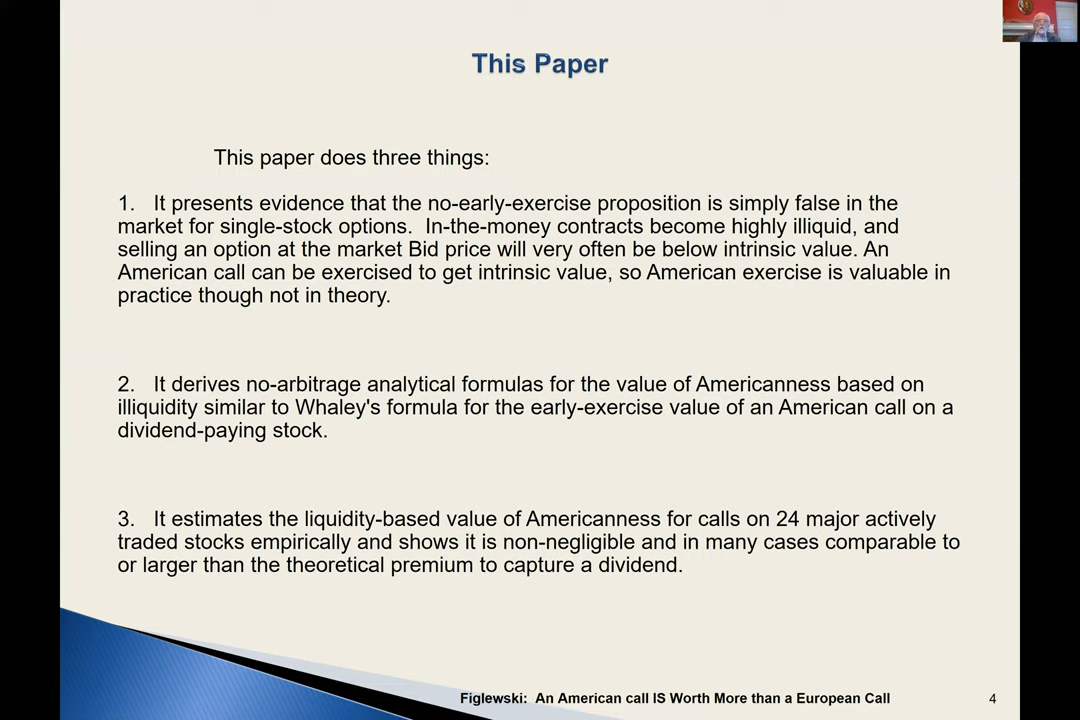 This Paper
This paper does three things:
1. It presents evidence that the no-early-exercise proposition is simply false in the
market for single-stock options. In-the-money contracts become highly illiquid, and
selling an option at the market Bid price will very often be below intrinsic value. An
American call can be exercised to get intrinsic value, so American exercise is valuable in
practice though not in theory.
2. It derives no-arbitrage analytical formulas for the value of Americanness based on
illiquidity similar to Whaley's formula for the early-exercise value of an American call on a
dividend-paying stock.
3. It estimates the liquidity-based value of Americanness for calls on 24 major actively
traded stocks empirically and shows it is non-negligible and in many cases comparable to
or larger than the theoretical premium to capture a dividend.
Figlewski: An American call IS Worth More than a European Call
4